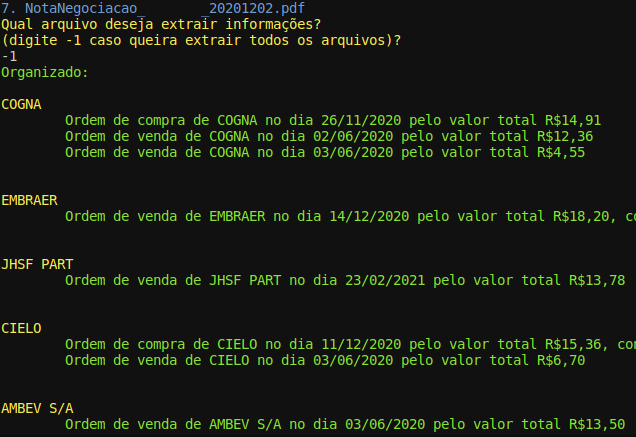 7. NotaNegociacao_ _20201202.pdf
Qual arquivo deseja extrair informações?
(digite -1 caso queira extrair todos os arquivos)?
-1
Organizado:
COGNA
Ordem de compra de COGNA no dia 26/11/2020 pelo valor total R$14,91
Ordem de venda de COGNA no dia 02/06/2020 pelo valor total R$12,36
Ordem de venda de COGNA no dia 03/06/2020 pelo valor total R$4,55
EMBRAER
Ordem de venda de EMBRAER no dia 14/12/2020 pelo valor total R$18,20, co
JHSF PART
Ordem de venda de JHSF PART no dia 23/02/2021 pelo valor total R$13,78
CIELO
Ordem de compra de CIELO no dia 11/12/2020 pelo valor total R$15,36, con
Ordem de venda de CIELO no dia 03/06/2020 pelo valor total R$6,70
AMBEV S/A
Ordem de venda de AMBEV S/A no dia 03/06/2020 pelo valor total R$13,50